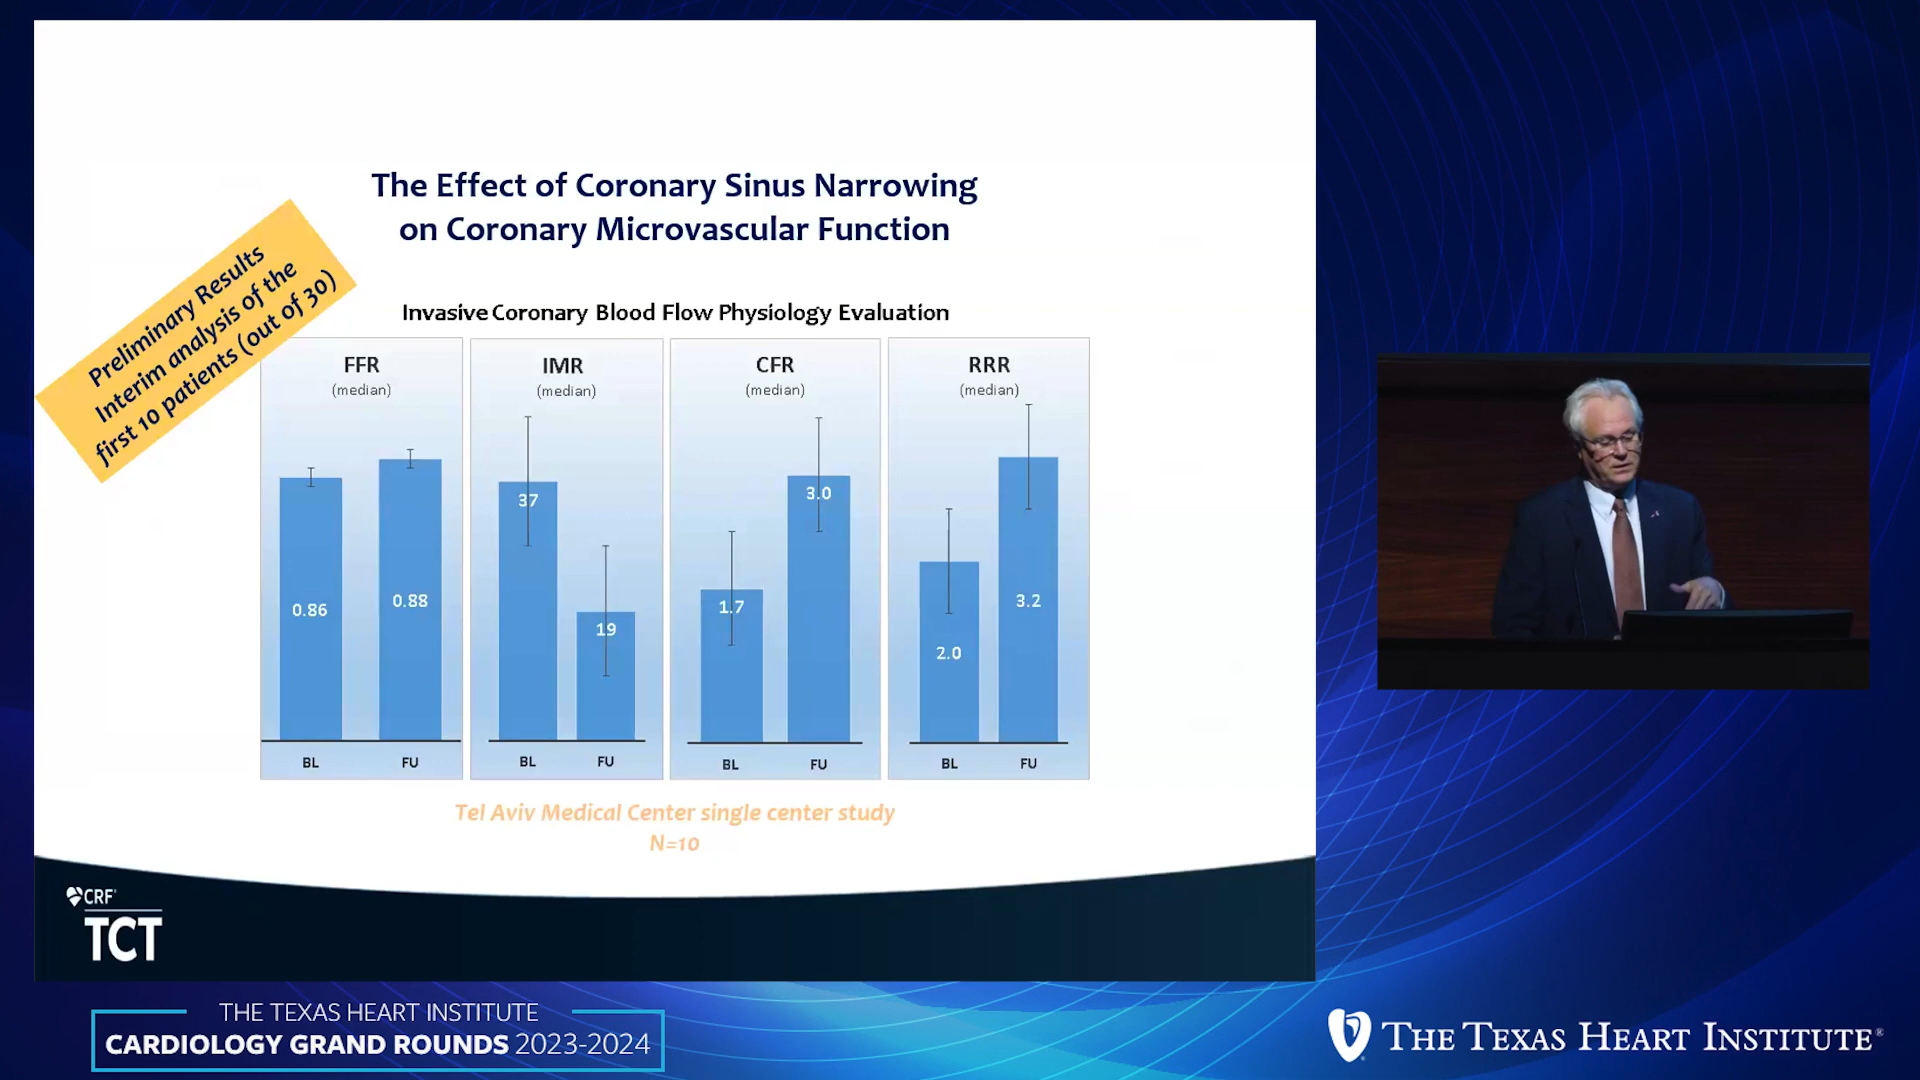 The Effect of Coronary Sinus Narrowing
on Coronary Microvascular Function
Preliminary Results
Interim analysis of the
first 10 patients (out of 30)
Invasive Coronary Blood Flow Physiology Evaluation
FFR
(median)
0.86
0.88
BL
FU
IMR
(median)
37
19
BL
FU
CFR
(median)
1.7
3.0
BL
FU
RRR
(median)
2.0
3.2
BL
FU
Tel Aviv Medical Center single center study
N=10
CRF®
TCT
THE TEXAS HEART INSTITUTE
CARDIOLOGY GRAND ROUNDS 2023-2024
THE TEXAS HEART INSTITUTE®